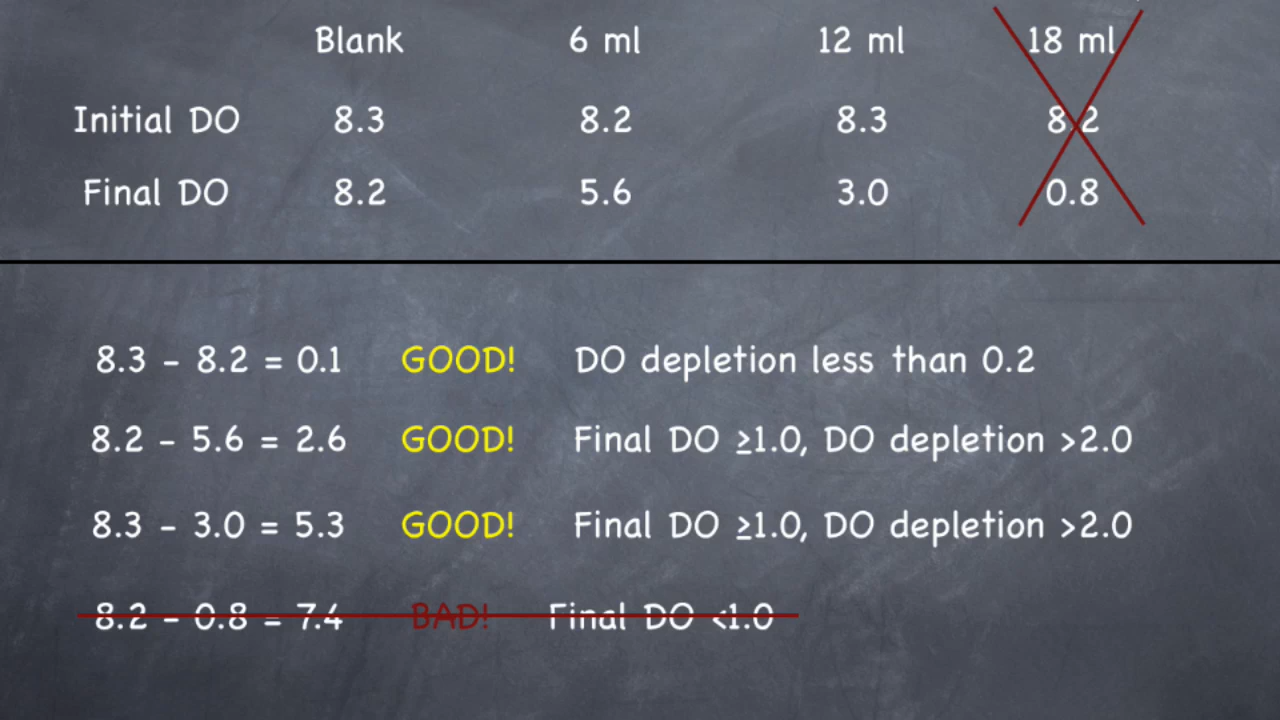 Blank 6 ml 12 ml 18 ml
Initial DO 8.3 8.2 8.3 8.2
Final DO 8.2 5.6 3.0 0.8
8.3 - 8.2 = 0.1 GOOD! DO depletion less than 0.2
8.2 - 5.6 = 2.6 GOOD! Final DO ≥1.0, DO depletion >2.0
8.3 - 3.0 = 5.3 GOOD! Final DO ≥1.0, DO depletion >2.0
8.2 - 0.8 = 7.4 BAD! Final DO <1.0